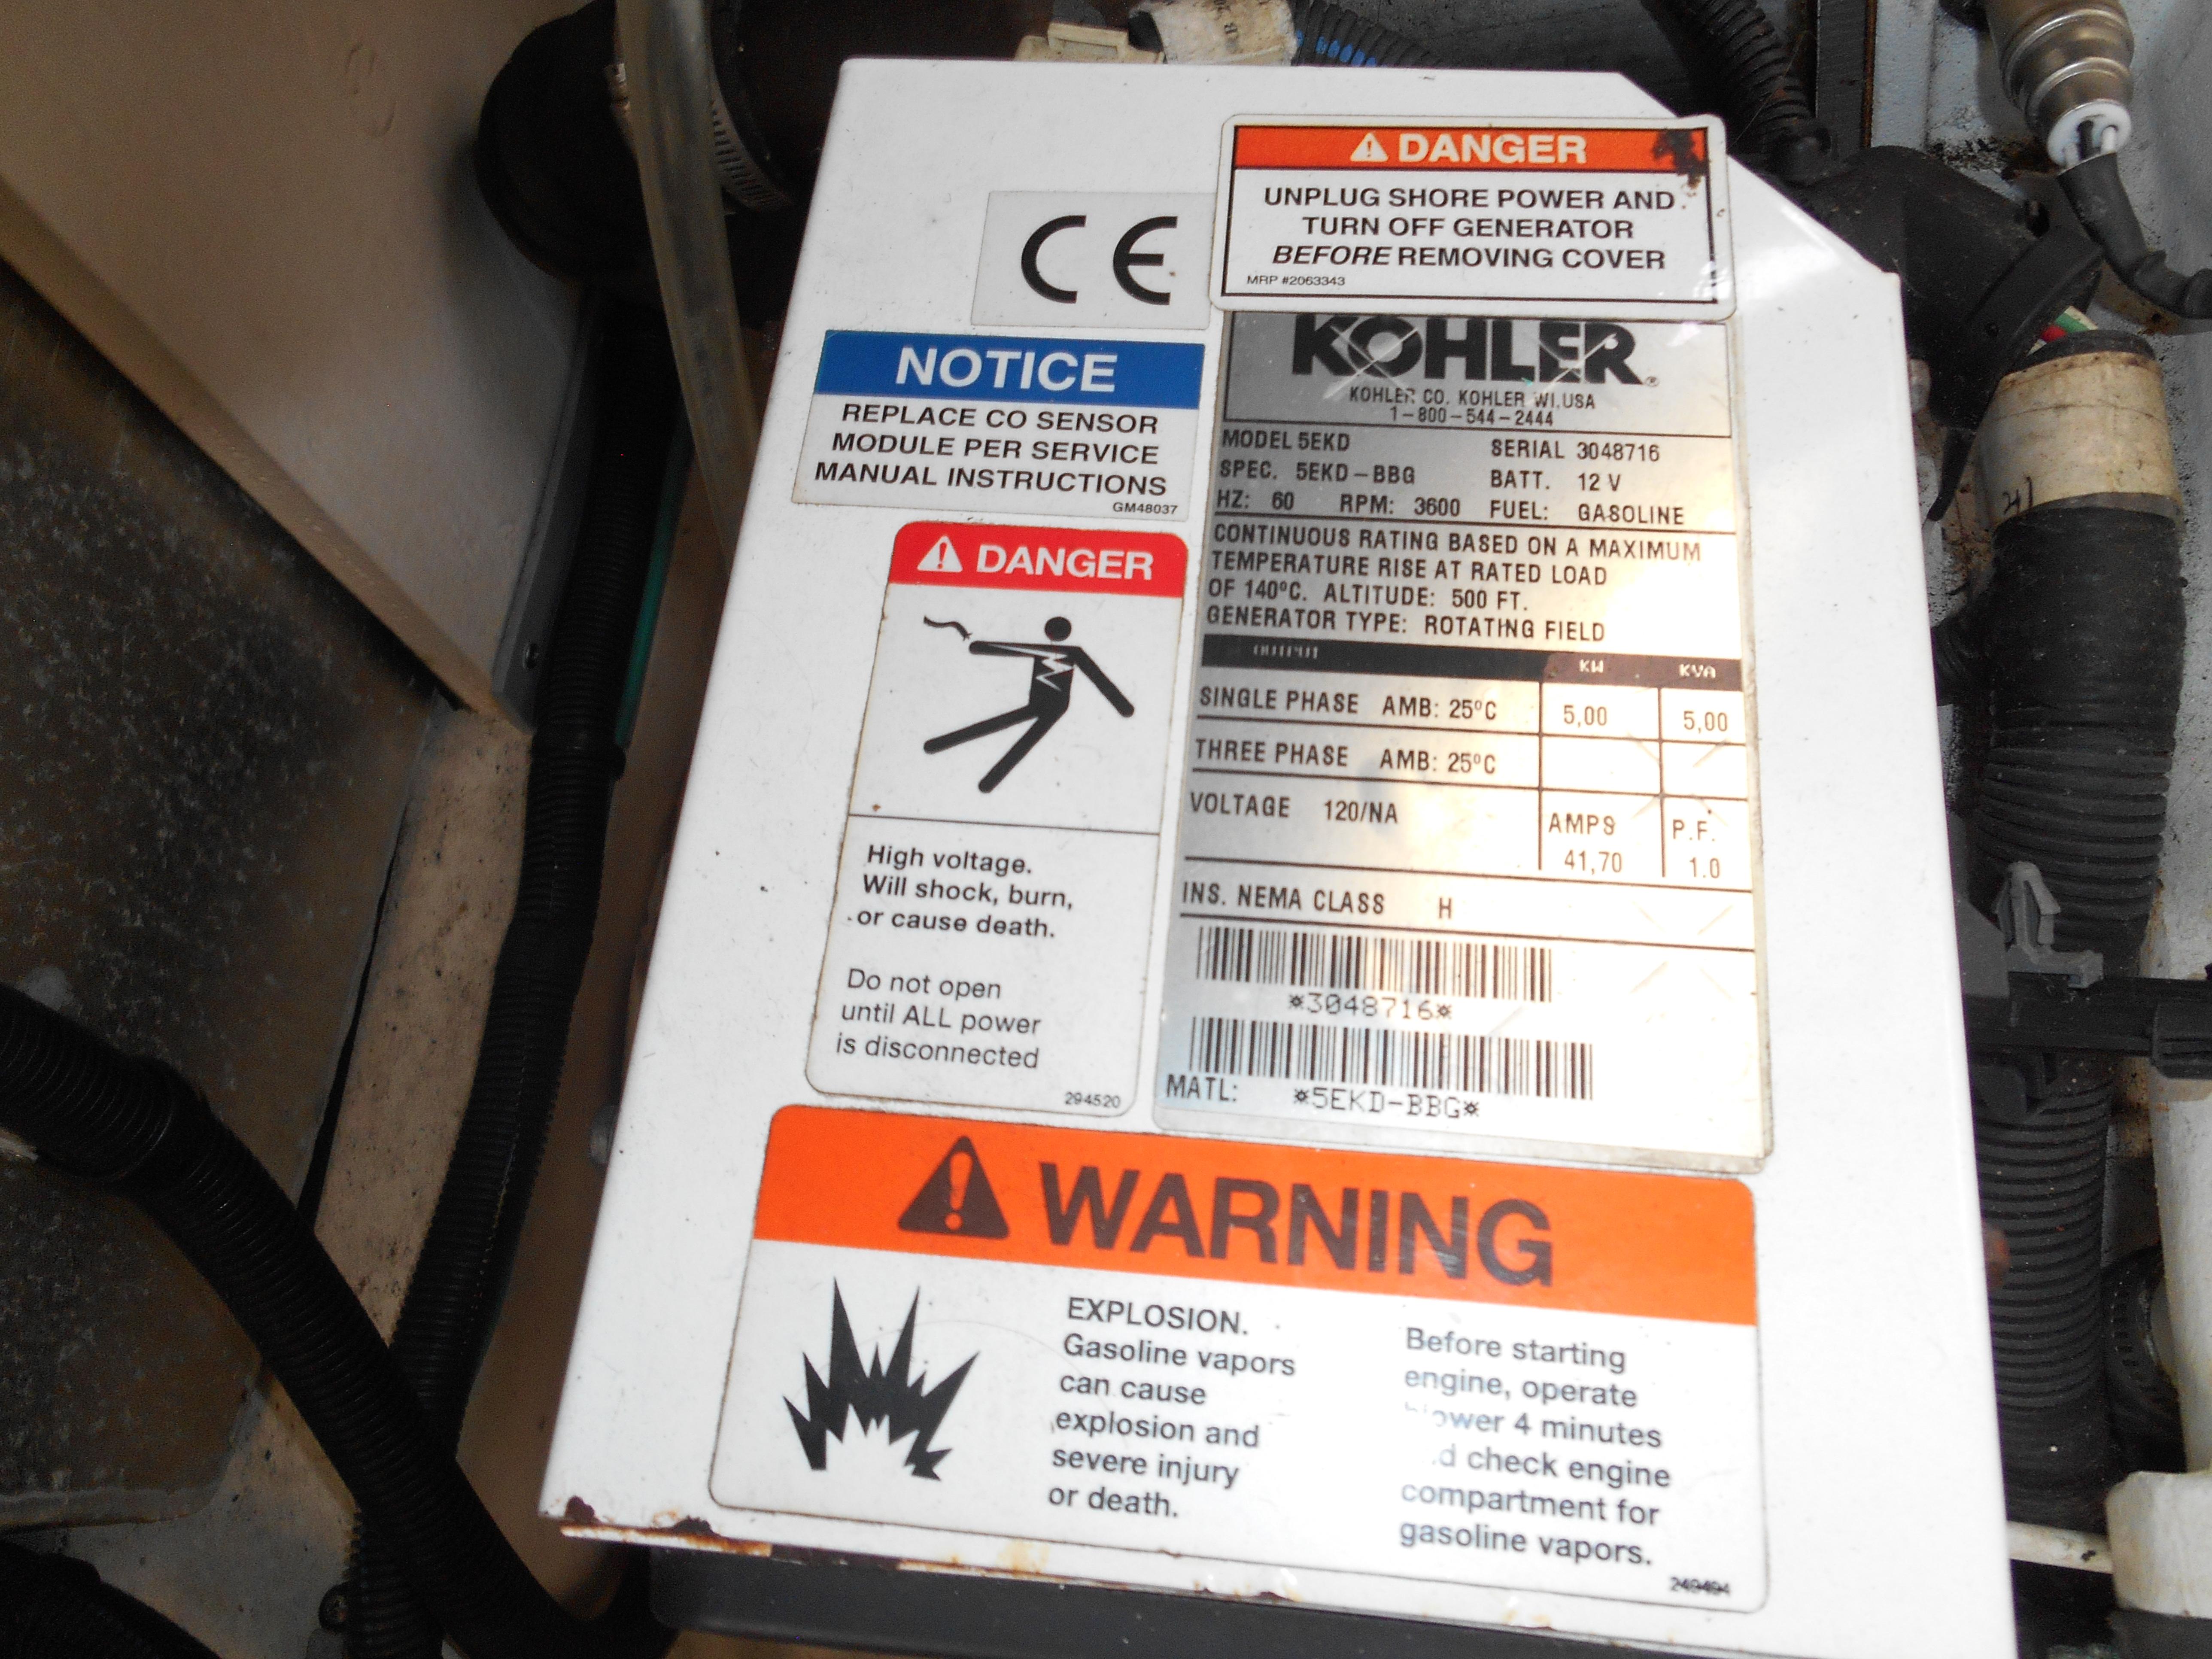 DANGER
UNPLUG SHORE POWER AND
TURN OFF GENERATOR
BEFORE REMOVING COVER
MRP #2063343
CE
NOTICE
REPLACE CO SENSOR
MODULE PER SERVICE
MANUAL INSTRUCTIONS
GM48037
KOHLER®
KOHLER CO. KOHLER WI. USA
1-800-544-2444
MODEL 5EKD SERIAL 3048716
SPEC. 5EKD-BBG BATT. 12 V
HZ: 60 RPM: 3600 FUEL: GASOLINE
CONTINUOUS RATING BASED ON A MAXIMUM
TEMPERATURE RISE AT RATED LOAD
OF 140ºC. ALTITUDE: 500 FT.
GENERATOR TYPE: ROTATING FIELD
OUTPUT KW KVA
SINGLE PHASE AMB: 25ºC 5,00 5,00
THREE PHASE AMB: 25ºC
VOLTAGE 120/NA AMPS P.F.
41,70 1.0
INS. NEMA CLASS H
*3048716*
MATL: *5EKD-BBG*
DANGER
High voltage.
Will shock, burn,
or cause death.
Do not open
until ALL power
is disconnected
294520
WARNING
EXPLOSION.
Gasoline vapors
can cause
explosion and
severe injury
or death.
Before starting
engine, operate
lower 4 minutes
d check engine
compartment for
gasoline vapors.
249494